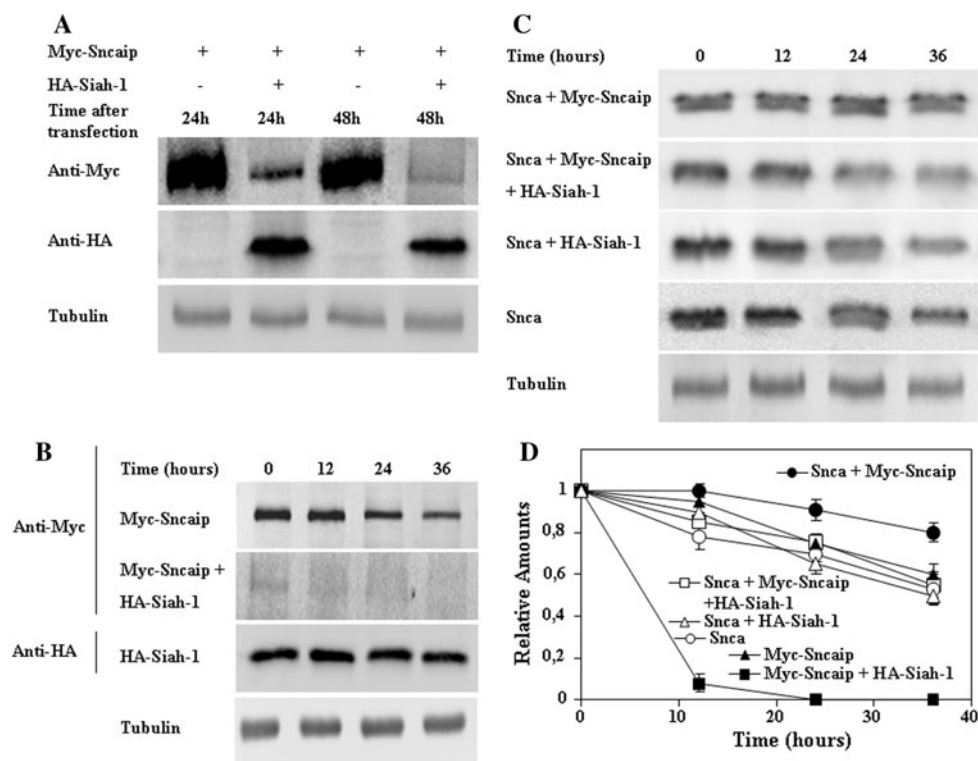 A
Myc-Sncaip + + + +
HA-Siah-1 - + - +
Time after
transfection 24h 24h 48h 48h
Anti-Myc
Anti-HA
Tubulin
B
Time (hours) 0 12 24 36
Anti-Myc
Myc-Sncaip
Myc-Sncaip +
HA-Siah-1
Anti-HA
HA-Siah-1
Tubulin
C
Time (hours) 0 12 24 36
Snca + Myc-Sncaip
Snca + Myc-Sncaip
+ HA-Siah-1
Snca + HA-Siah-1
Snca
Tubulin
D
Relative Amounts
1
0,8
0,6
0,4
0,2
0
0 10 20 30 40
Time (hours)
Snca + Myc-Sncaip
Snca + Myc-Sncaip
+HA-Siah-1
Snca + HA-Siah-1
Snca
Myc-Sncaip
Myc-Sncaip + HA-Siah-1